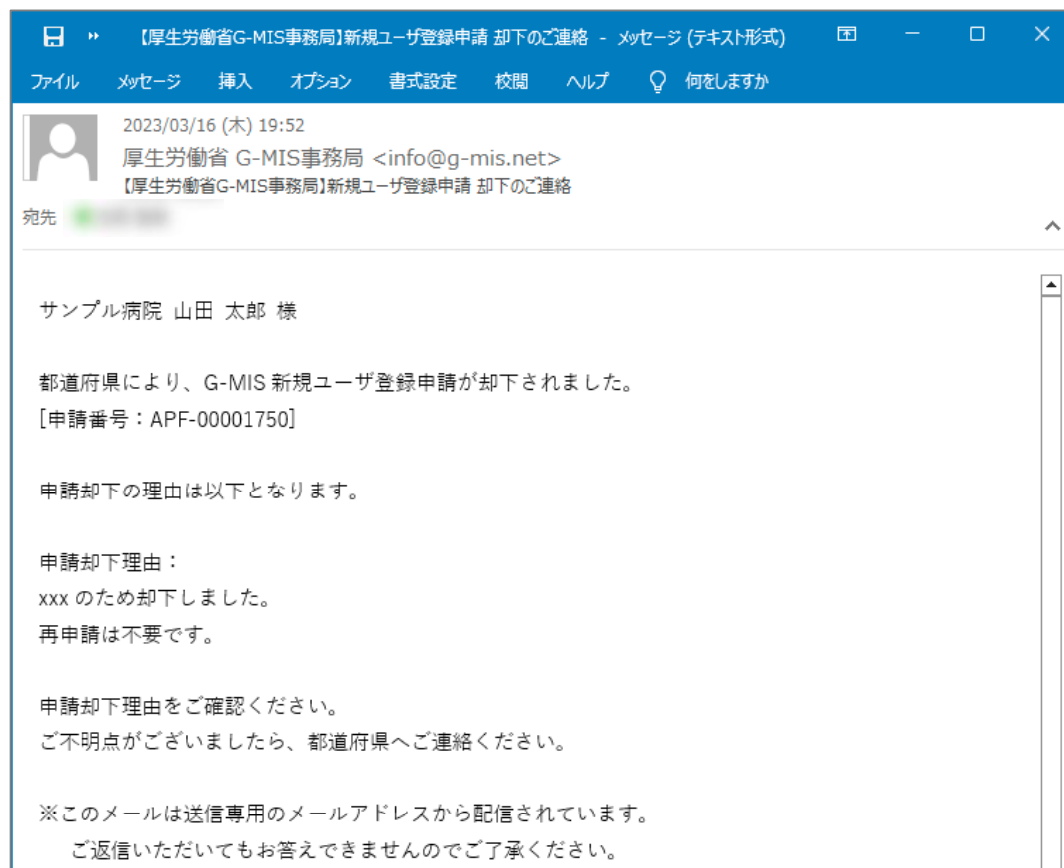 【厚生労働省G-MIS事務局】新規ユーザ登録申請 却下のご連絡 - メッセージ (テキスト形式)
ファイル メッセージ 挿入 オプション 書式設定 校閲 ヘルプ 何をしますか
2023/03/16 (木) 19:52
厚生労働省 G-MIS事務局 <info@g-mis.net>
【厚生労働省G-MIS事務局】新規ユーザ登録申請 却下のご連絡
宛先
サンプル病院 山田 太郎 様
都道府県により、G-MIS 新規ユーザ登録申請が却下されました。
[申請番号：APF-00001750]
申請却下の理由は以下となります。
申請却下理由：
xxx のため却下しました。
再申請は不要です。
申請却下理由をご確認ください。
ご不明点がございましたら、都道府県へご連絡ください。
※このメールは送信専用のメールアドレスから配信されています。
ご返信いただいてもお答えできませんのでご了承ください。